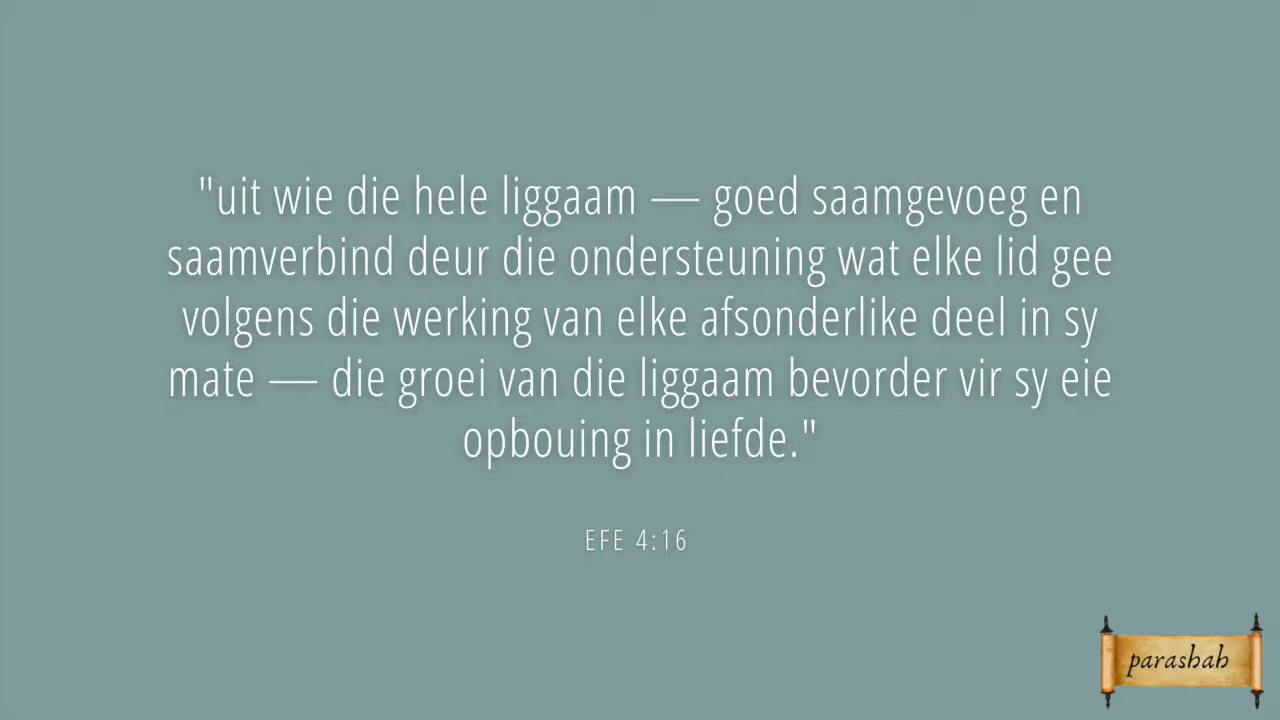 "uit wie die hele liggaam — goed saamgevoeg en
saamverbind deur die ondersteuning wat elke lid gee
volgens die werking van elke afsonderlike deel in sy
mate — die groei van die liggaam bevorder vir sy eie
opbouing in liefde."
EFE 4:16
parashah